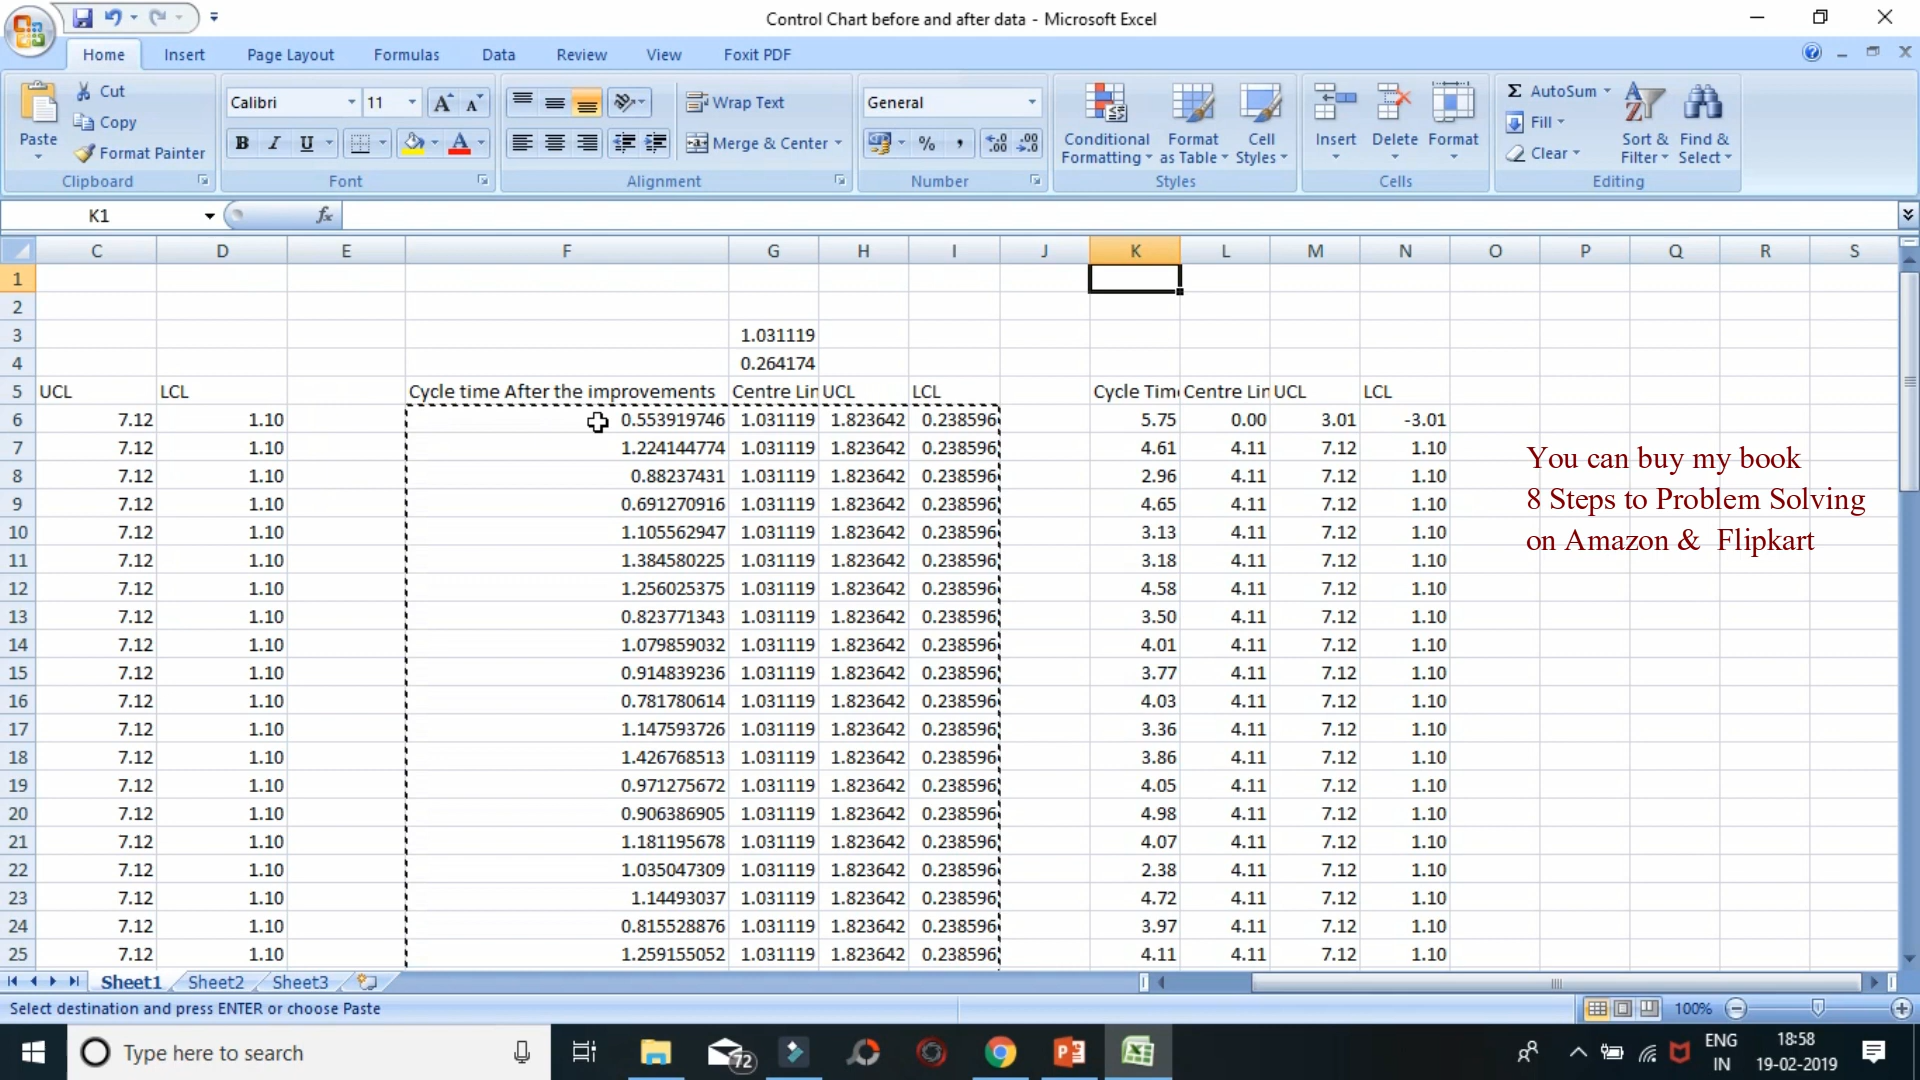 Control Chart before and after data - Microsoft Excel
Home Insert Page Layout Formulas Data Review View Foxit PDF
Cut
Copy
Format Painter
Paste
Clipboard
Calibri 11
B I U
Font
Wrap Text
Merge & Center
Alignment
General
Number
Conditional Formatting
Format as Table
Cell Styles
Styles
Insert Delete Format
Cells
AutoSum
Fill
Clear
Sort & Filter
Find & Select
Editing
K1 fx
C D E F G H I J K L M N O P Q R S
1
2
3 1.031119
4 0.264174
5 UCL LCL Cycle time After the improvements Centre Lin UCL LCL Cycle Tim Centre Lin UCL LCL
6 7.12 1.10 0.553919746 1.031119 1.823642 0.238596 5.75 0.00 3.01 -3.01
7 7.12 1.10 1.224144774 1.031119 1.823642 0.238596 4.61 4.11 7.12 1.10
8 7.12 1.10 0.88237431 1.031119 1.823642 0.238596 2.96 4.11 7.12 1.10
9 7.12 1.10 0.691270916 1.031119 1.823642 0.238596 4.65 4.11 7.12 1.10
10 7.12 1.10 1.105562947 1.031119 1.823642 0.238596 3.13 4.11 7.12 1.10
11 7.12 1.10 1.384580225 1.031119 1.823642 0.238596 3.18 4.11 7.12 1.10
12 7.12 1.10 1.256025375 1.031119 1.823642 0.238596 4.58 4.11 7.12 1.10
13 7.12 1.10 0.823771343 1.031119 1.823642 0.238596 3.50 4.11 7.12 1.10
14 7.12 1.10 1.079859032 1.031119 1.823642 0.238596 4.01 4.11 7.12 1.10
15 7.12 1.10 0.914839236 1.031119 1.823642 0.238596 3.77 4.11 7.12 1.10
16 7.12 1.10 0.781780614 1.031119 1.823642 0.238596 4.03 4.11 7.12 1.10
17 7.12 1.10 1.147593726 1.031119 1.823642 0.238596 3.36 4.11 7.12 1.10
18 7.12 1.10 1.426768513 1.031119 1.823642 0.238596 3.86 4.11 7.12 1.10
19 7.12 1.10 0.971275672 1.031119 1.823642 0.238596 4.05 4.11 7.12 1.10
20 7.12 1.10 0.906386905 1.031119 1.823642 0.238596 4.98 4.11 7.12 1.10
21 7.12 1.10 1.181195678 1.031119 1.823642 0.238596 4.07 4.11 7.12 1.10
22 7.12 1.10 1.035047309 1.031119 1.823642 0.238596 2.38 4.11 7.12 1.10
23 7.12 1.10 1.14493037 1.031119 1.823642 0.238596 4.72 4.11 7.12 1.10
24 7.12 1.10 0.815528876 1.031119 1.823642 0.238596 3.97 4.11 7.12 1.10
25 7.12 1.10 1.259155052 1.031119 1.823642 0.238596 4.11 4.11 7.12 1.10
You can buy my book
8 Steps to Problem Solving
on Amazon & Flipkart
Sheet1 Sheet2 Sheet3
Select destination and press ENTER or choose Paste 100%
Type here to search
72
ENG
IN
18:58
19-02-2019